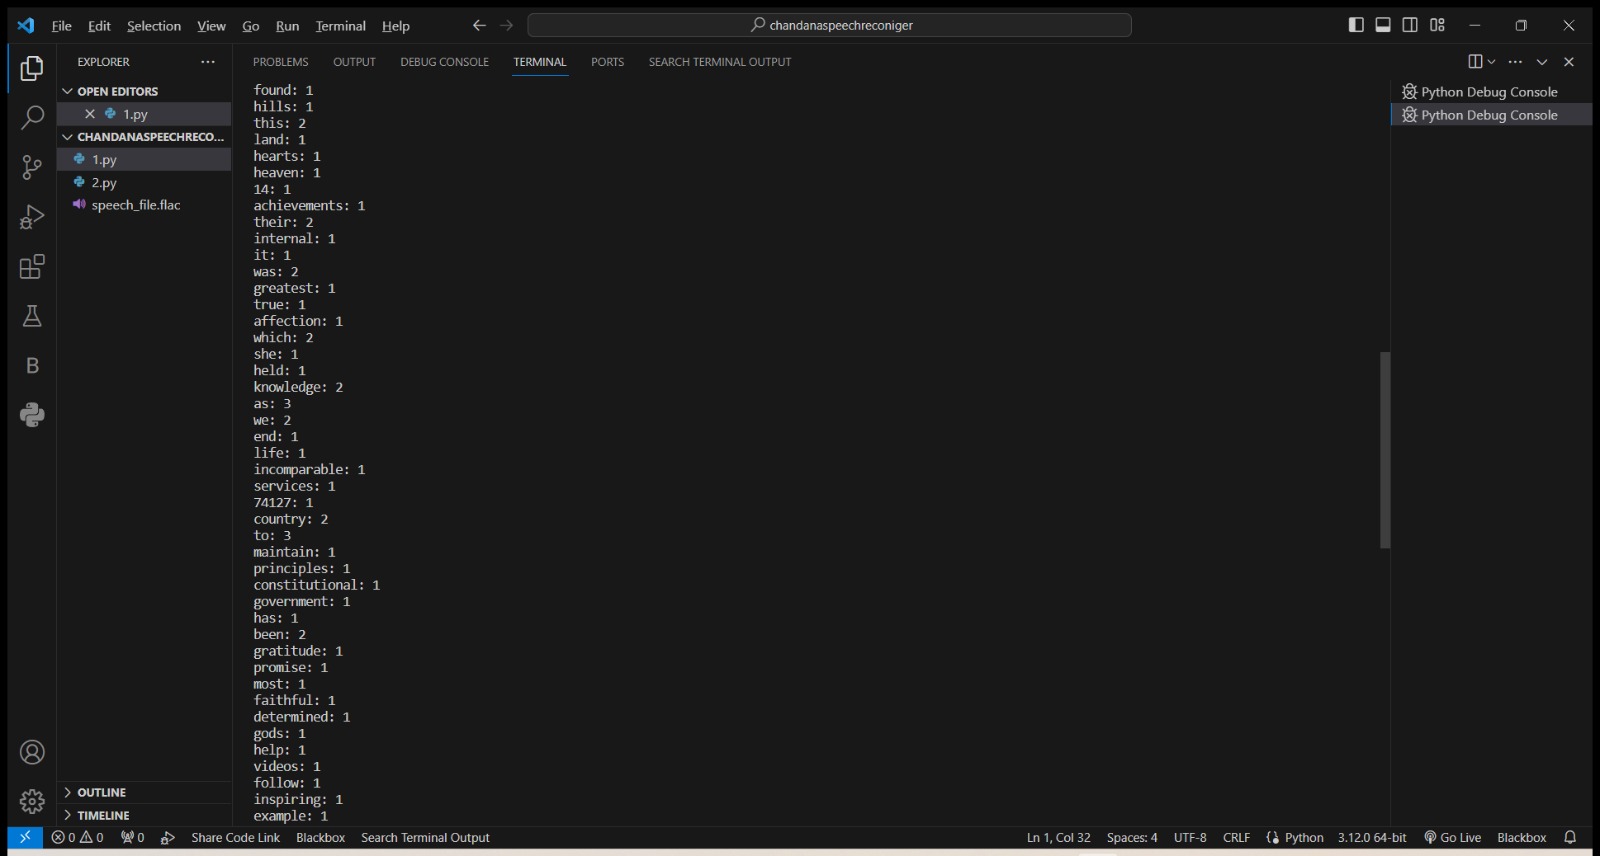 File Edit Selection View Go Run Terminal Help
chandanaspeechreconiger
EXPLORER
OPEN EDITORS
1.py
CHANDANASPEECHRECO...
1.py
2.py
speech_file.flac
OUTLINE
TIMELINE
PROBLEMS OUTPUT DEBUG CONSOLE TERMINAL PORTS SEARCH TERMINAL OUTPUT
found: 1
hills: 1
this: 2
land: 1
hearts: 1
heaven: 1
14: 1
achievements: 1
their: 2
internal: 1
it: 1
was: 2
greatest: 1
true: 1
affection: 1
which: 2
she: 1
held: 1
knowledge: 2
as: 3
we: 2
end: 1
life: 1
incomparable: 1
services: 1
74127: 1
country: 2
to: 3
maintain: 1
principles: 1
constitutional: 1
government: 1
has: 1
been: 2
gratitude: 1
promise: 1
most: 1
faithful: 1
determined: 1
gods: 1
help: 1
videos: 1
follow: 1
inspiring: 1
example: 1
Python Debug Console
Python Debug Console
0 0 0 Share Code Link Blackbox Search Terminal Output Ln 1, Col 32 Spaces: 4 UTF-8 CRLF Python 3.12.0 64-bit Go Live Blackbox